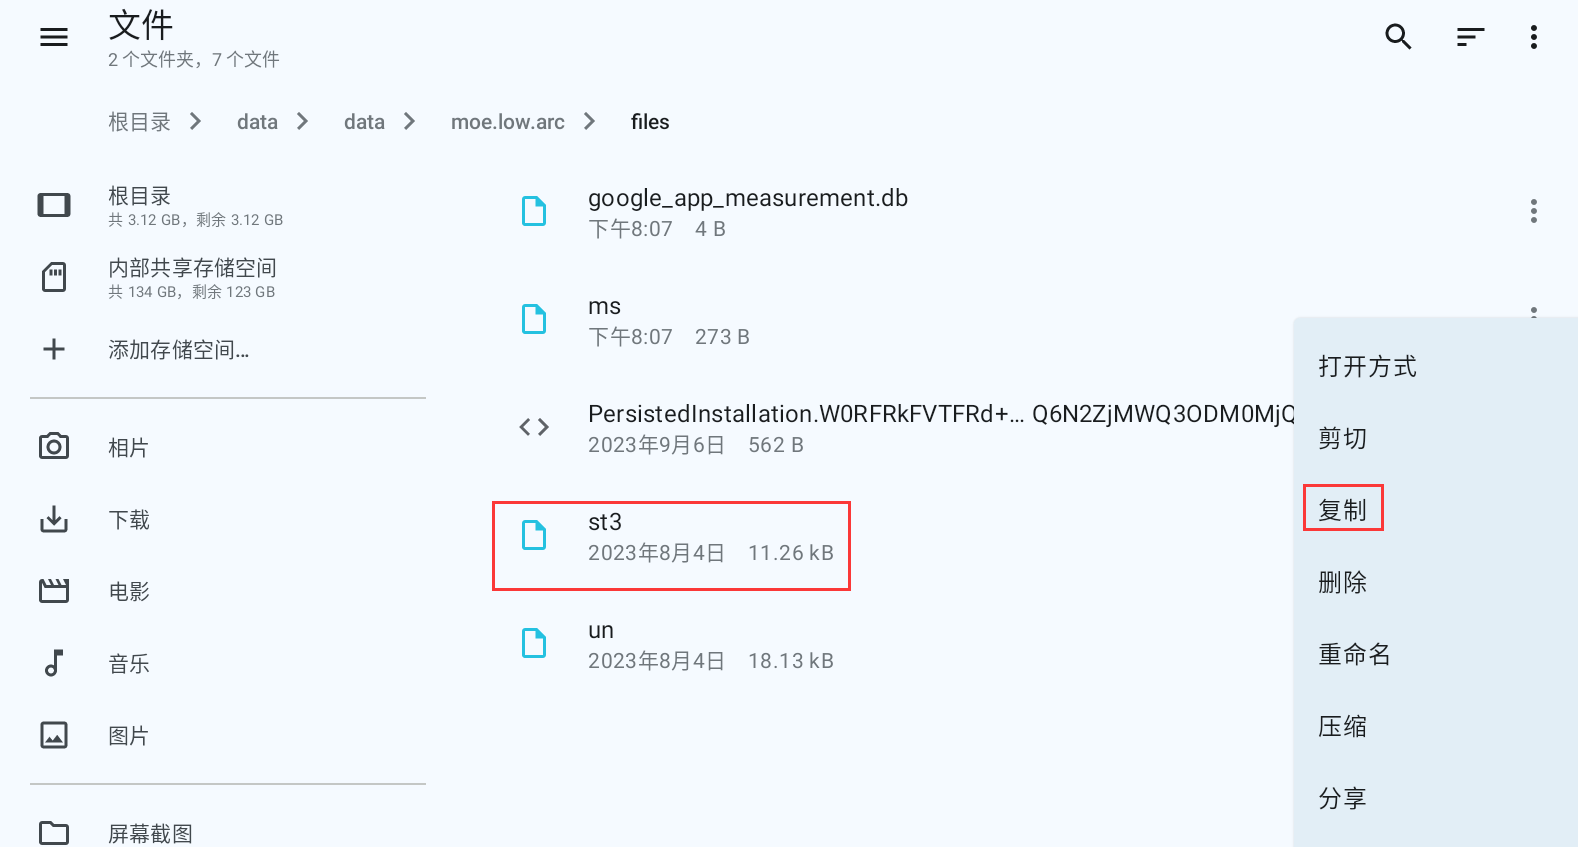 文件
2 个文件夹，7 个文件
根目录 data data moe.low.arc files
根目录
共 3.12 GB，剩余 3.12 GB
内部共享存储空间
共 134 GB，剩余 123 GB
添加存储空间...
相片
下载
电影
音乐
图片
屏幕截图
google_app_measurement.db
下午8:07 4 B
ms
下午8:07 273 B
PersistedInstallation.W0RFRkFVTFRd+... Q6N2ZjMWQ3ODM0MjQ
2023年9月6日 562 B
st3
2023年8月4日 11.26 kB
un
2023年8月4日 18.13 kB
打开方式
剪切
复制
删除
重命名
压缩
分享